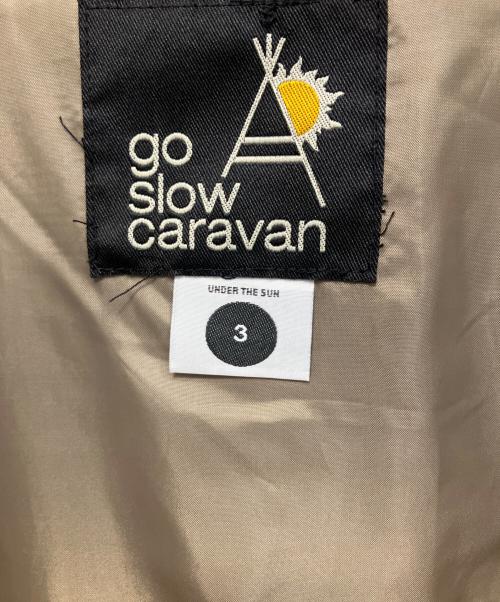 go
slow
caravan
UNDER THE SUN
3